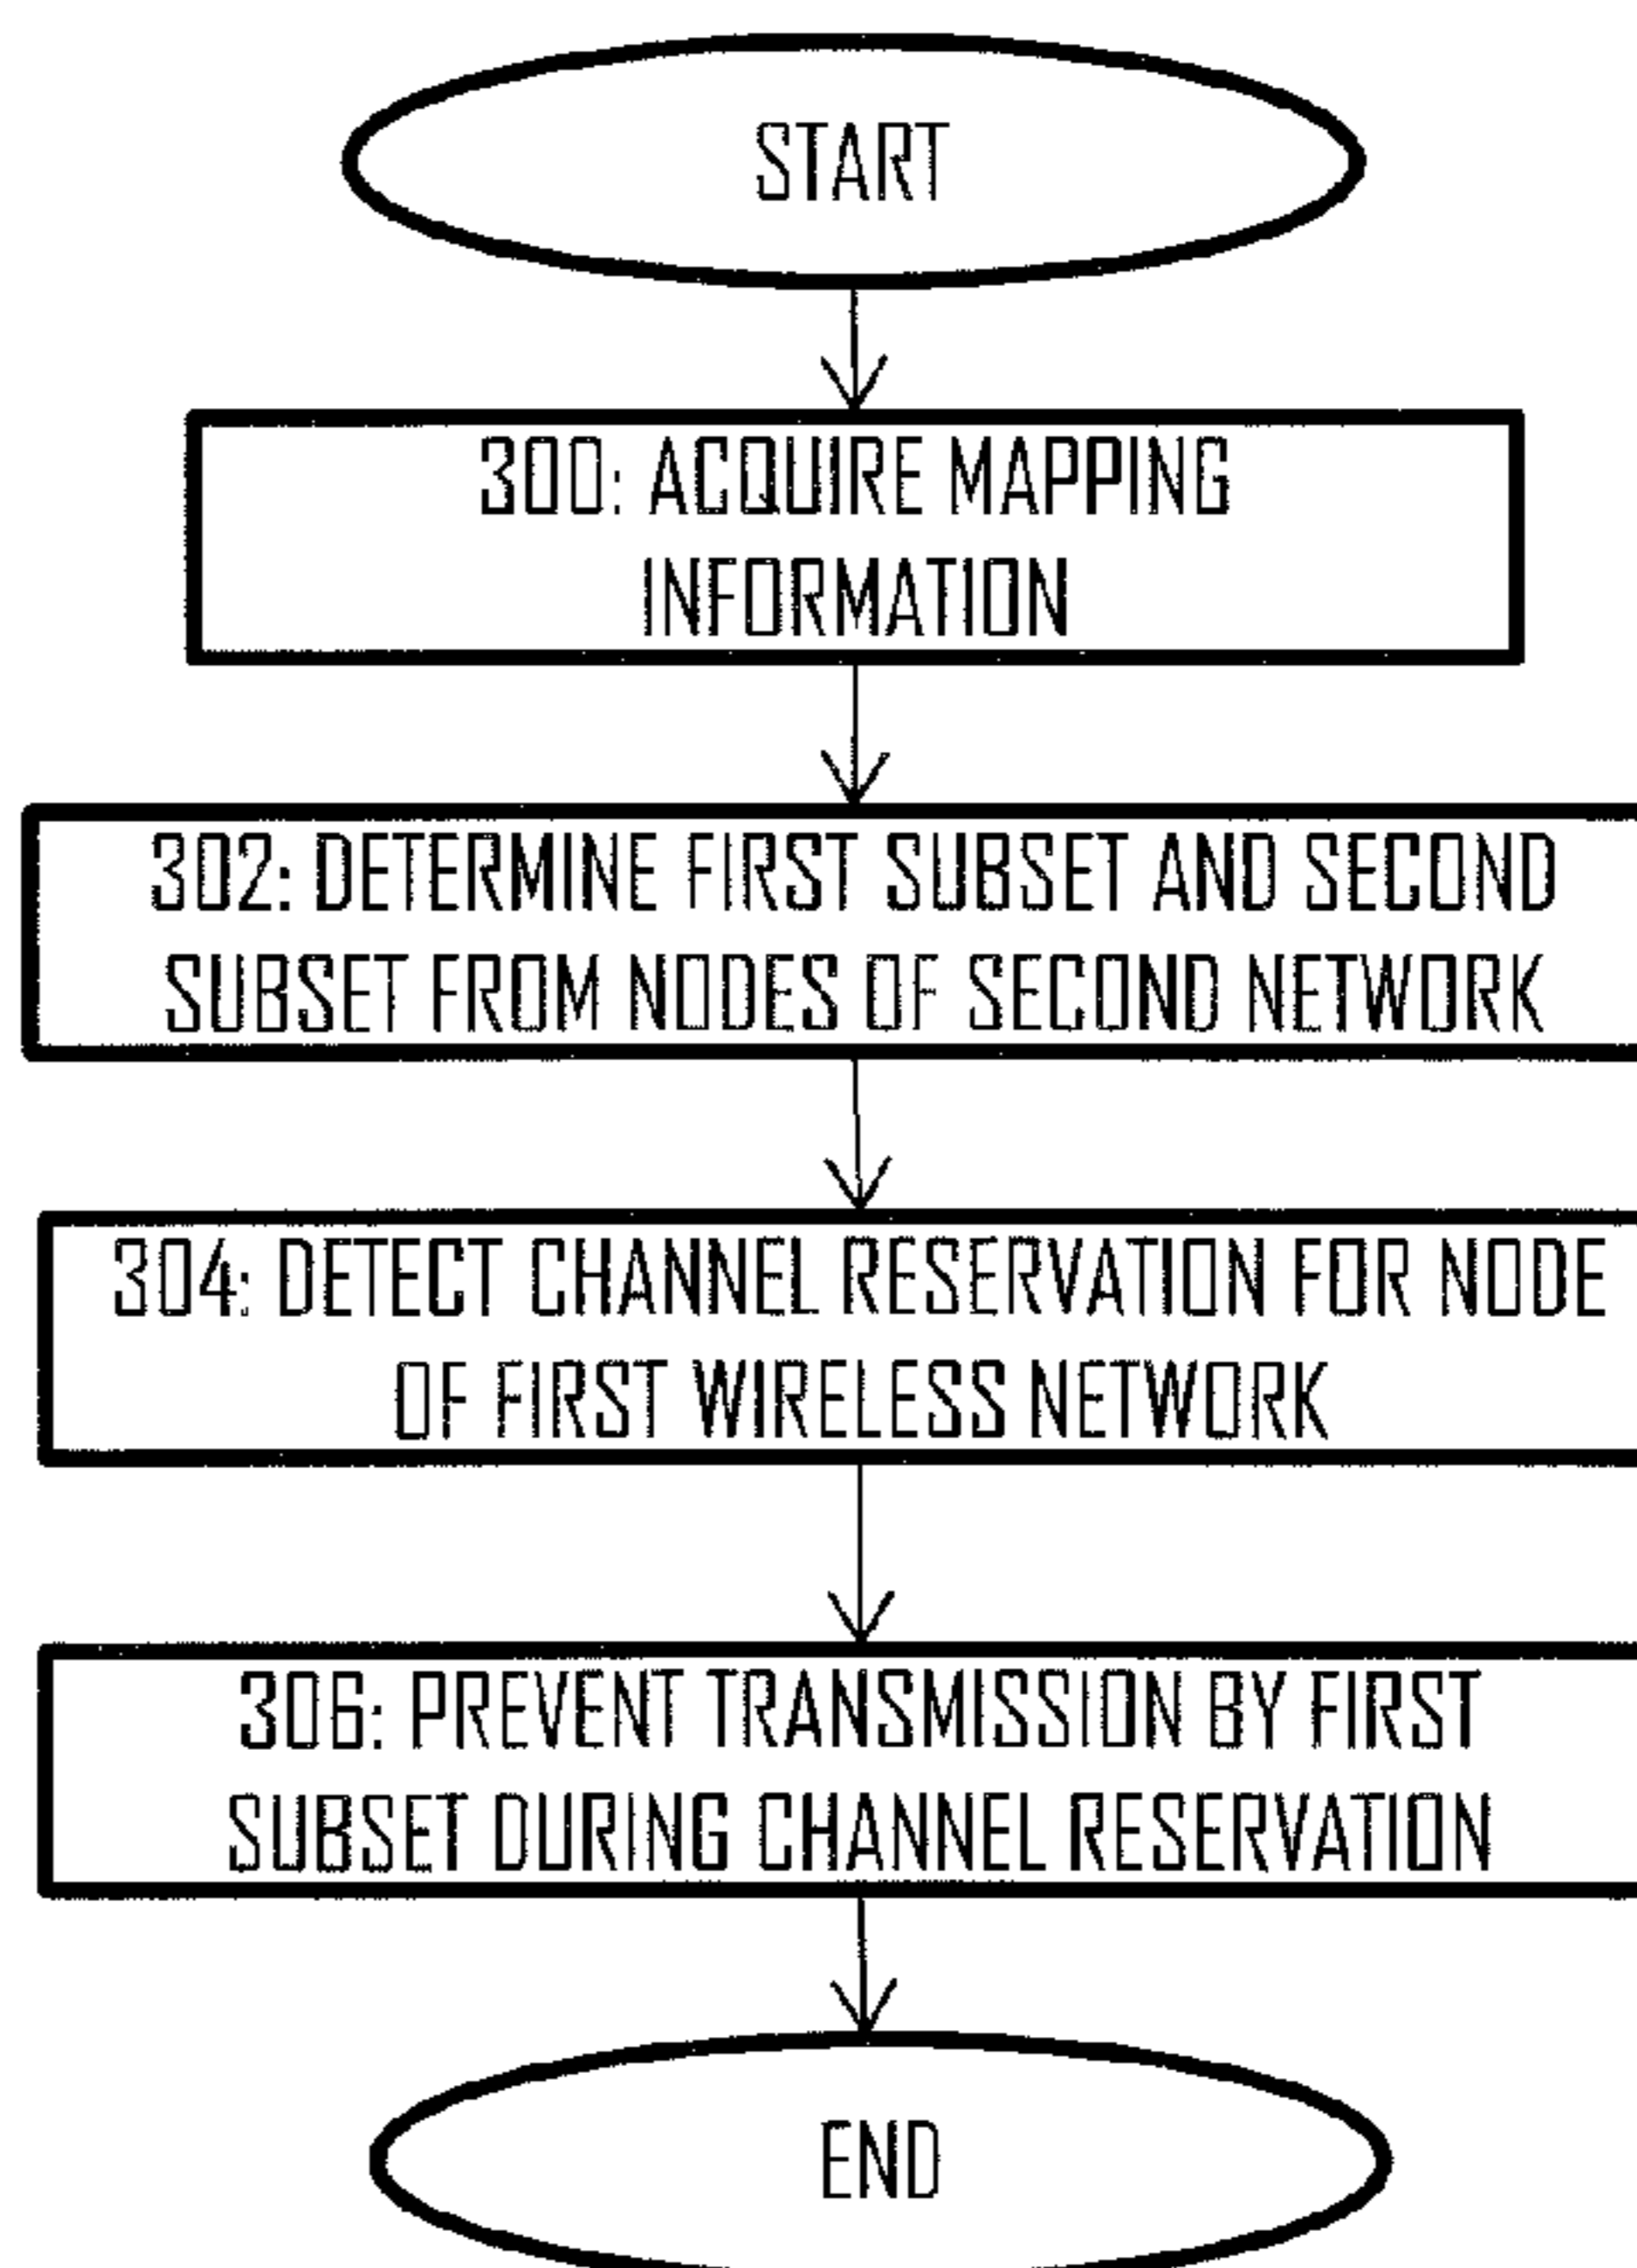 START
300: ACQUIRE MAPPING
INFORMATION
302: DETERMINE FIRST SUBSET AND SECOND
SUBSET FROM NODES OF SECOND NETWORK
304: DETECT CHANNEL RESERVATION FOR NODE
OF FIRST WIRELESS NETWORK
306: PREVENT TRANSMISSION BY FIRST
SUBSET DURING CHANNEL RESERVATION
END